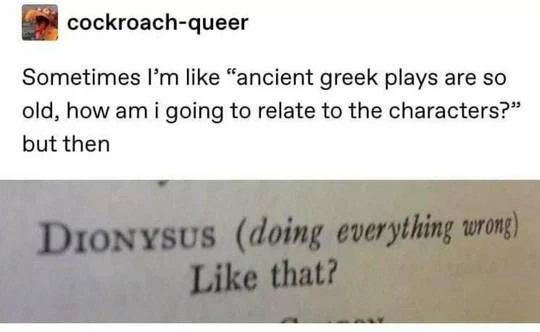 cockroach-queer
Sometimes I'm like “ancient greek plays are so
old, how am i going to relate to the characters?”
but then
DIONYSUS (doing everything wrong)
Like that?